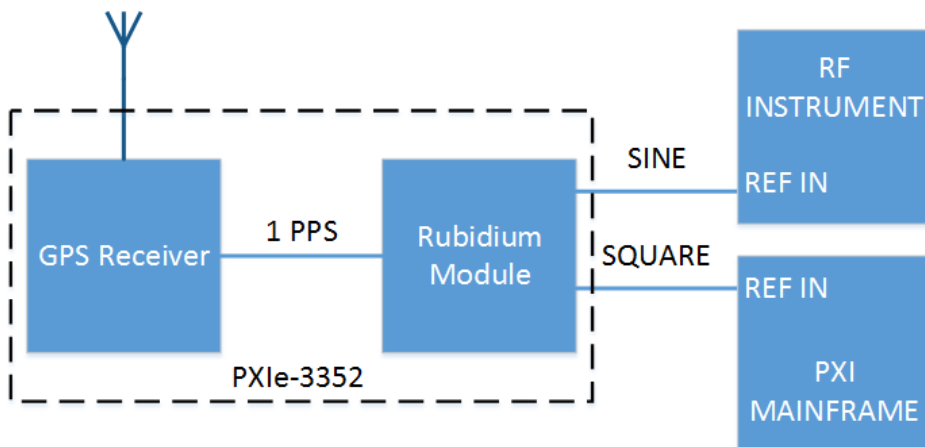 GPS Receiver
1 PPS
Rubidium
Module
PXIe-3352
SINE
SQUARE
RF
INSTRUMENT
REF IN
REF IN
PXI
MAINFRAME